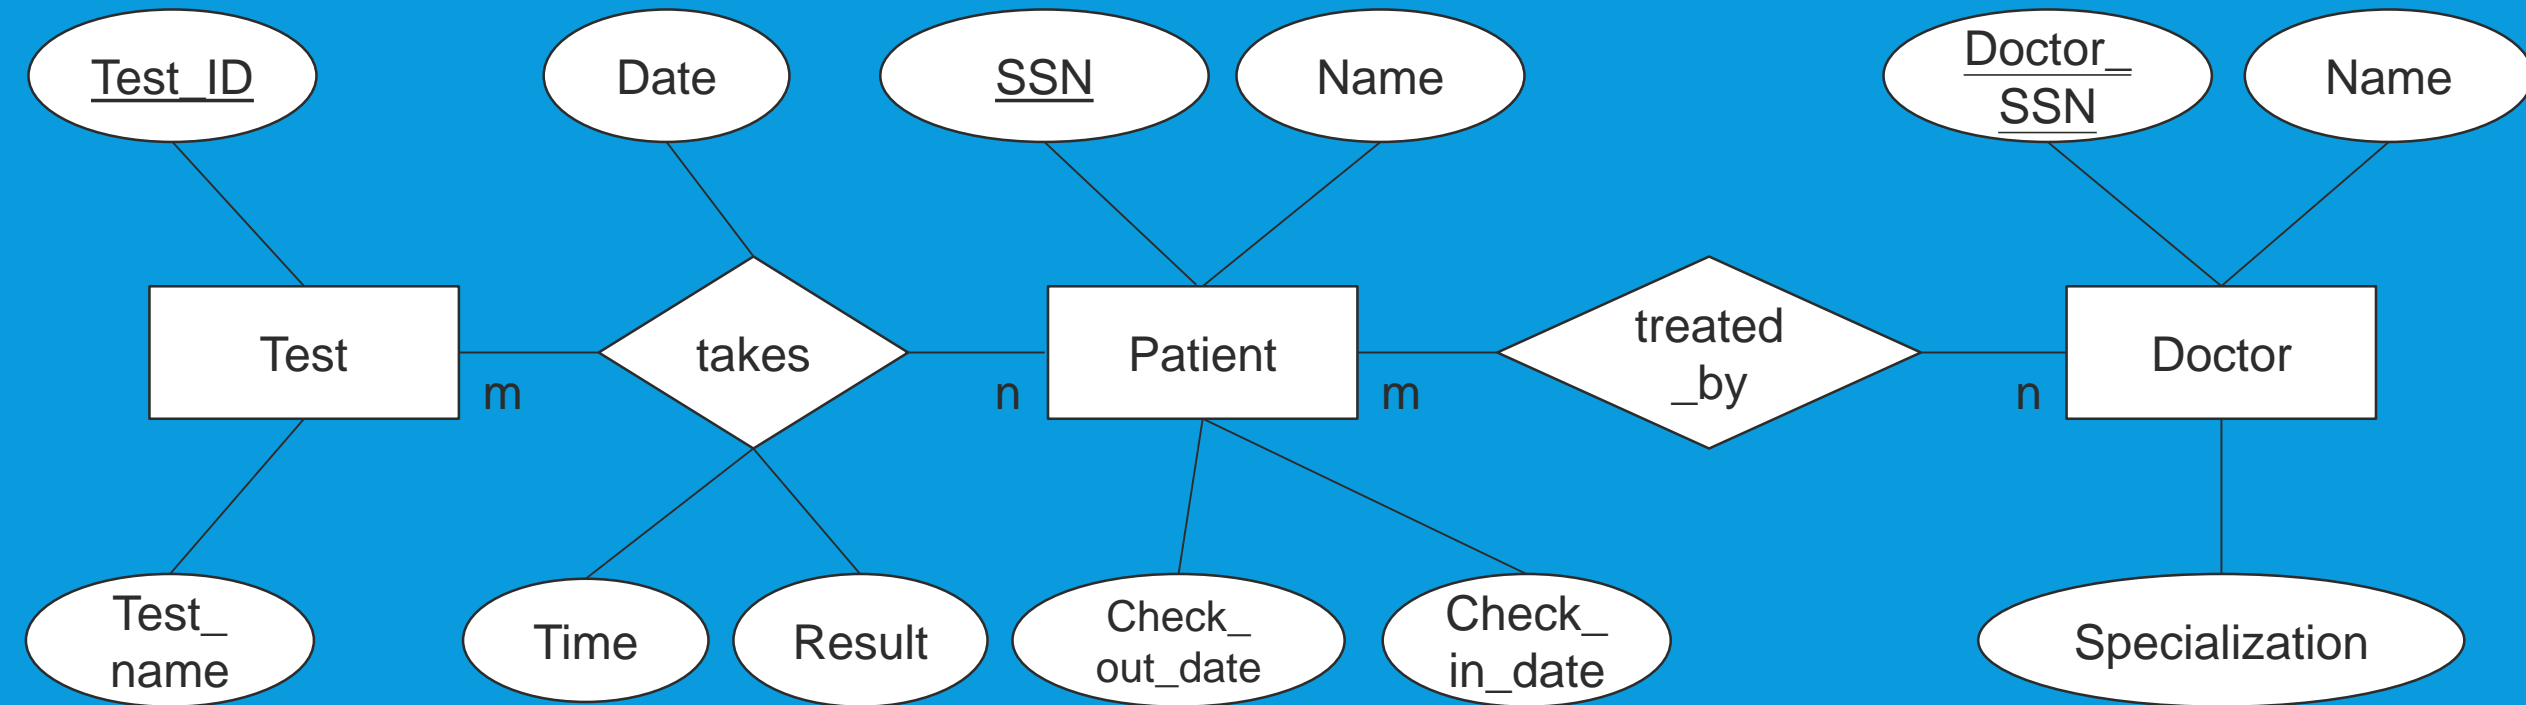 Test_ID
Date
SSN
Name
Doctor_
SSN
Name
Test
m
takes
n
Patient
m
treated
_by
n
Doctor
Test_
name
Time
Result
Check_
out_date
Check_
in_date
Specialization